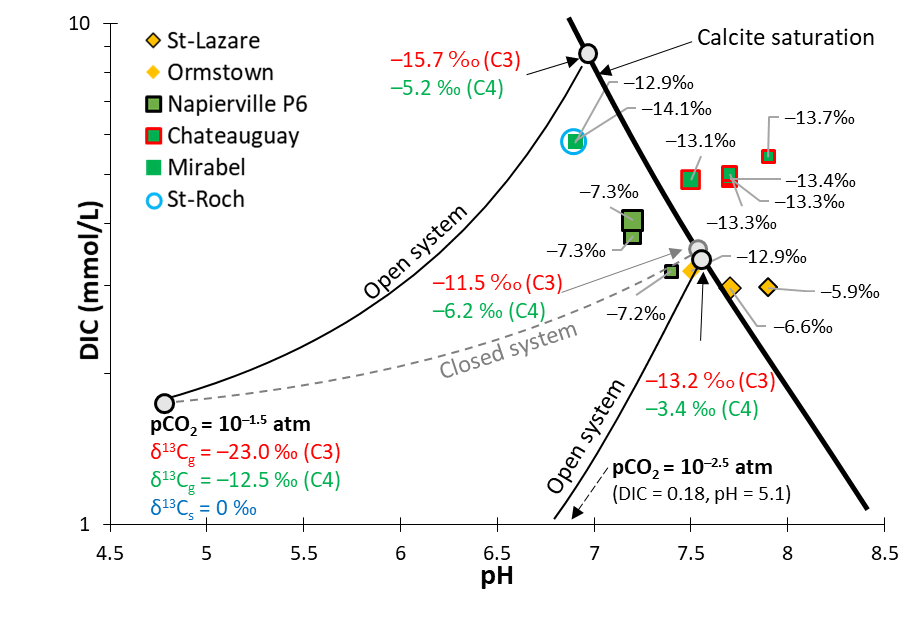 10
St-Lazare
Ormstown
Napierville P6
Chateauguay
Mirabel
St-Roch
−15.7 ‰ (C3)
−5.2 ‰ (C4)
Calcite saturation
−12.9‰
−14.1‰
−13.1‰
−13.7‰
−13.4‰
−13.3‰
−13.3‰
−7.3‰
−7.3‰
−12.9‰
−5.9‰
−6.6‰
−7.2‰
−11.5 ‰ (C3)
−6.2 ‰ (C4)
Open system
Closed system
−13.2 ‰ (C3)
−3.4 ‰ (C4)
Open system
pCO₂ = 10⁻¹·⁵ atm
δ¹³Cg = −23.0 ‰ (C3)
δ¹³Cg = −12.5 ‰ (C4)
δ¹³Cs = 0 ‰
pCO₂ = 10⁻²·⁵ atm
(DIC = 0.18, pH = 5.1)
DIC (mmol/L)
1
4.5 5 5.5 6 6.5 7 7.5 8 8.5
pH